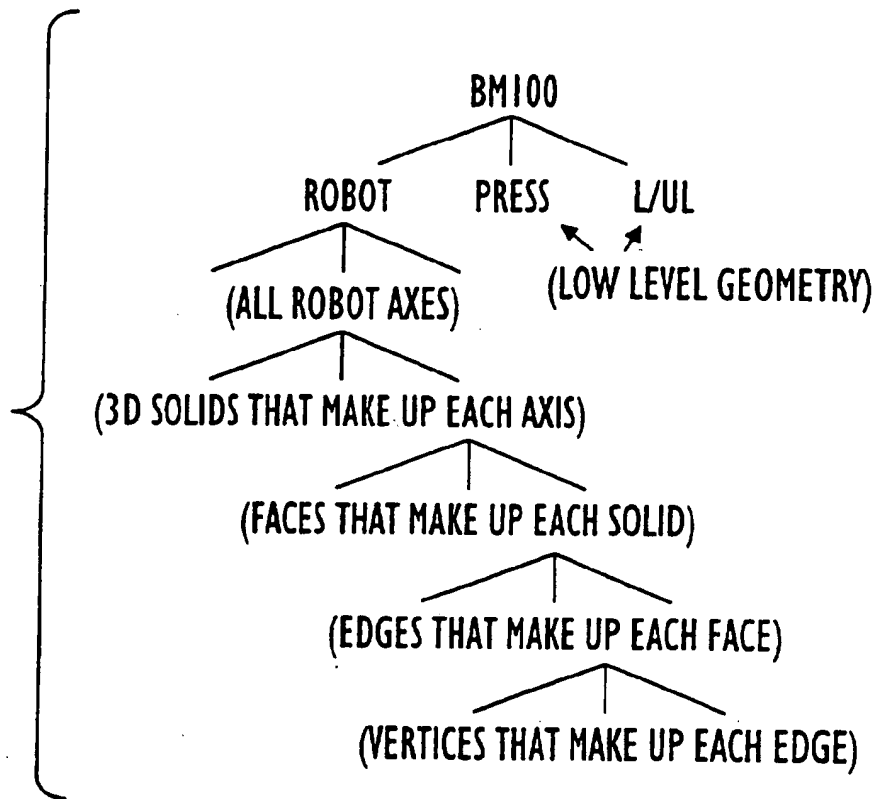 BM100
ROBOT PRESS L/UL
(ALL ROBOT AXES) (LOW LEVEL GEOMETRY)
(3D SOLIDS THAT MAKE UP EACH AXIS)
(FACES THAT MAKE UP EACH SOLID)
(EDGES THAT MAKE UP EACH FACE)
(VERTICES THAT MAKE UP EACH EDGE)